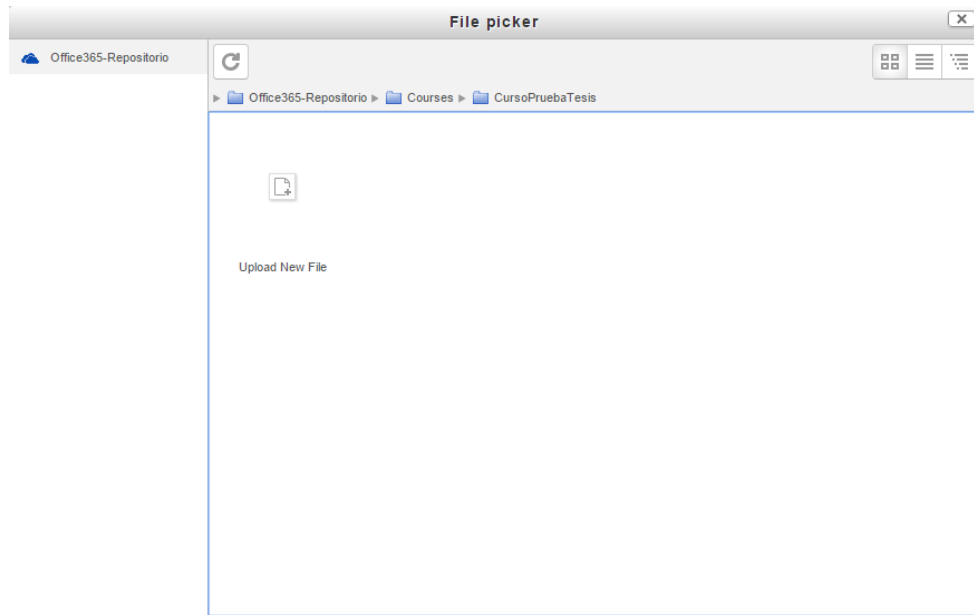 File picker
Office365-Repositorio
Office365-Repositorio Courses CursoPruebaTesis
Upload New File